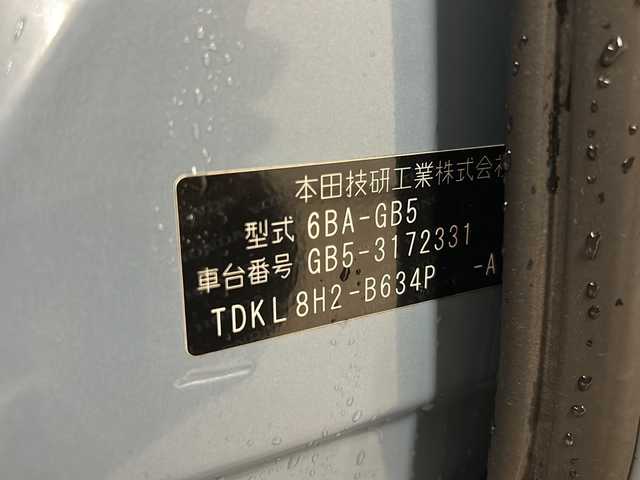 本田技研工業株式会社
型式 6BA-GB5
車台番号 GB5-3172331
TDKL 8H2-B634P -A